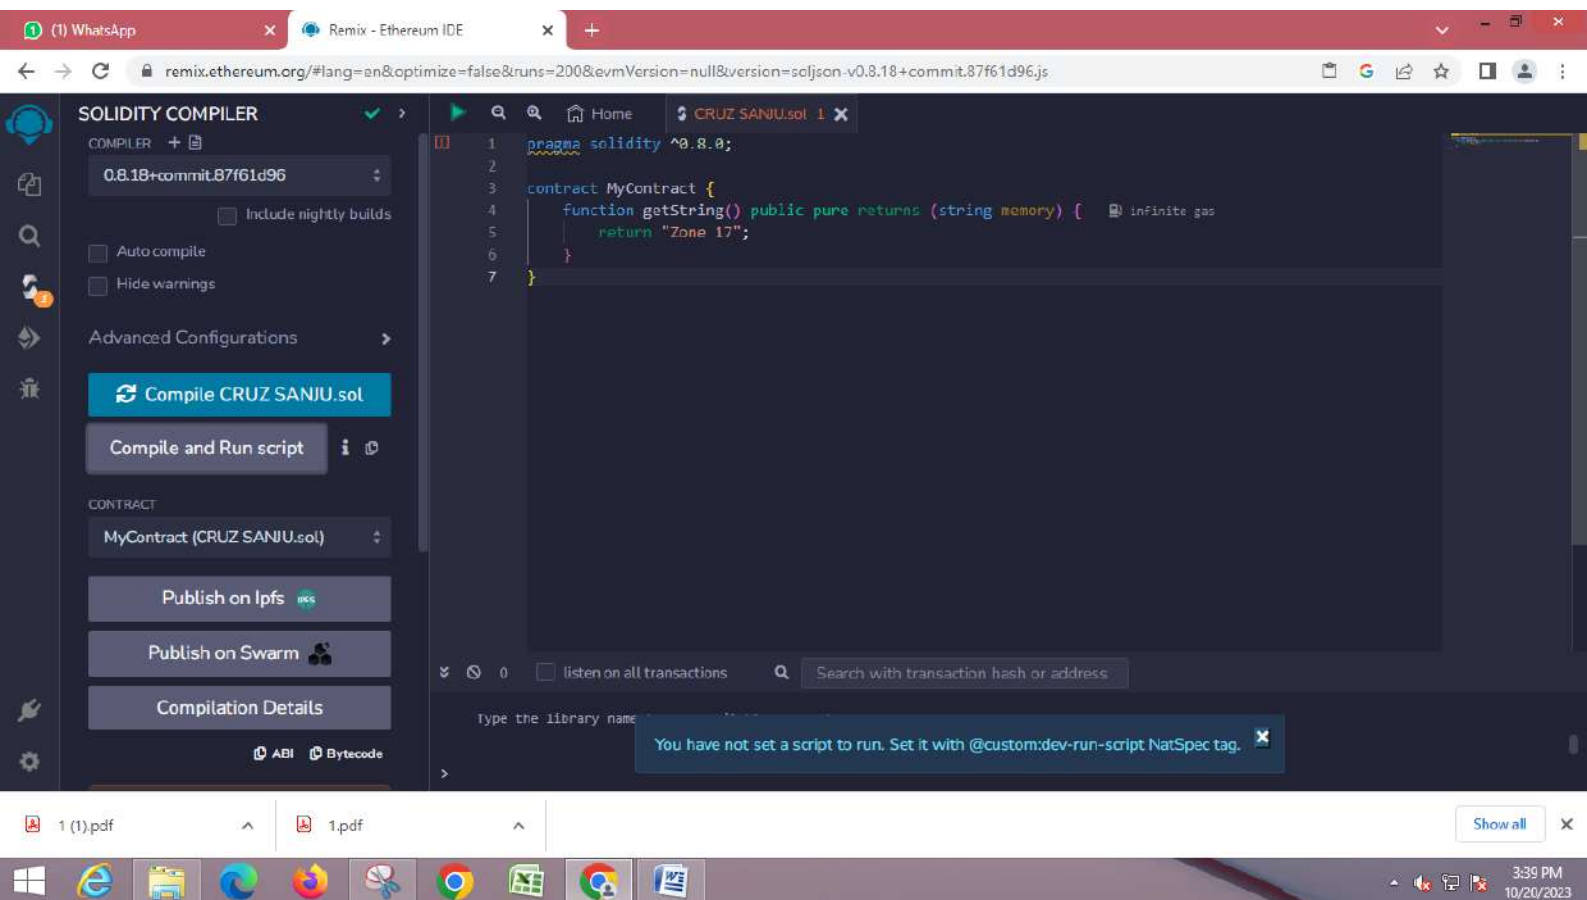 (1) WhatsApp
Remix - Ethereum IDE
remix.ethereum.org/#lang=en&optimize=false&runs=200&evmVersion=null&version=soljson-v0.8.18+commit.87f61d96.js
SOLIDITY COMPILER
COMPILER
0.8.18+commit.87f61d96
Include nightly builds
Auto compile
Hide warnings
Advanced Configurations
Compile CRUZ SANJU.sol
Compile and Run script
CONTRACT
MyContract (CRUZ SANJU.sol)
Publish on Ipfs
Publish on Swarm
Compilation Details
ABI Bytecode
Home
CRUZ SANJU.sol 1
1 pragma solidity ^0.8.0;
2
3 contract MyContract {
4 function getString() public pure returns (string memory) { infinite gas
5 return "Zone 17";
6 }
7 }
0 listen on all transactions
Search with transaction hash or address
Type the library name
You have not set a script to run. Set it with @custom:dev-run-script NatSpec tag.
>
1 (1).pdf
1.pdf
Show all
3:39 PM
10/20/2023